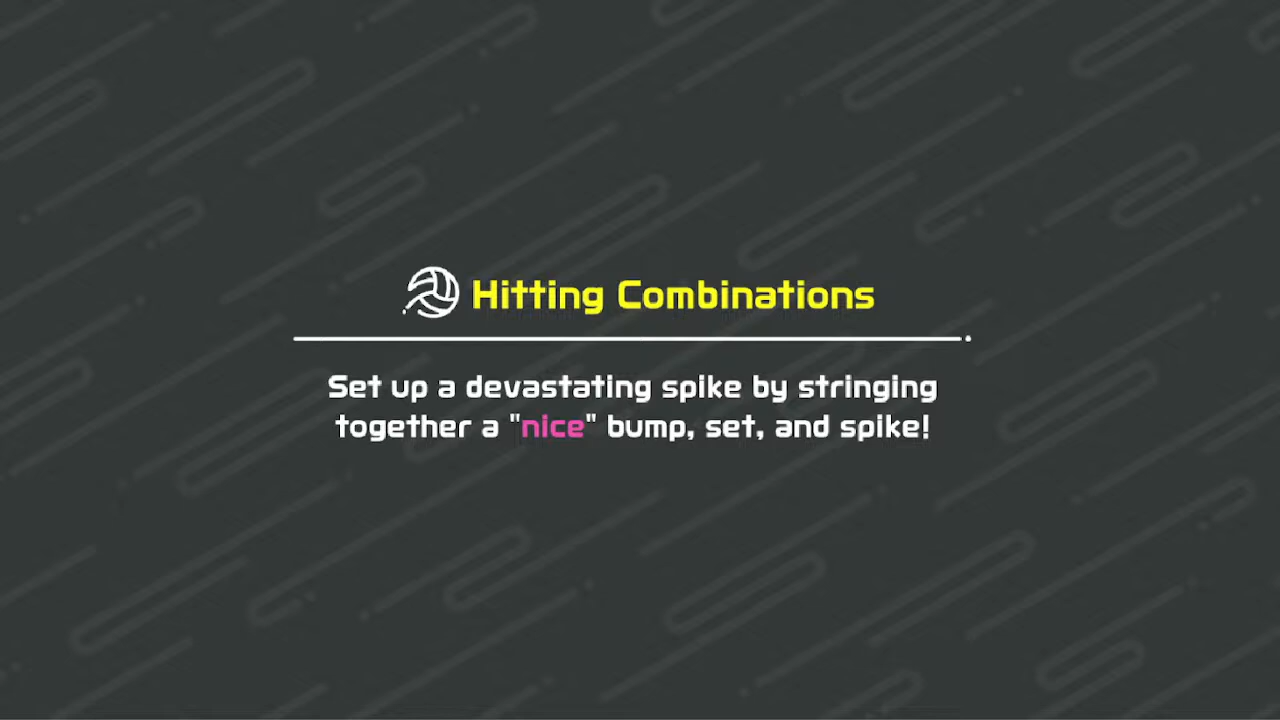 Hitting Combinations
Set up a devastating spike by stringing
together a "nice" bump, set, and spike!